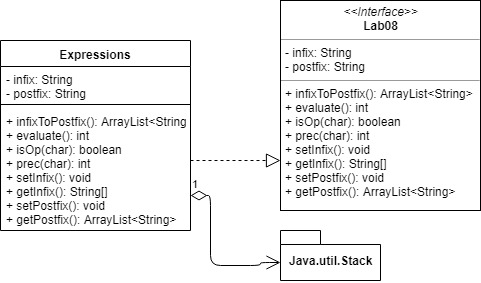 Expressions
- infix: String
- postfix: String
+ infixToPostfix(): ArrayList<String
+ evaluate(): int
+ isOp(char): boolean
+ prec(char): int
+ setInfix(): void
+ getInfix(): String[]
+ setPostfix(): void
+ getPostfix(): ArrayList<String>
<<Interface>>
Lab08
- infix: String
- postfix: String
+ infixToPostfix(): ArrayList<String>
+ evaluate(): int
+ isOp(char): boolean
+ prec(char): int
+ setInfix(): void
+ getInfix(): String[]
+ setPostfix(): void
+ getPostfix(): ArrayList<String>
1
Java.util.Stack